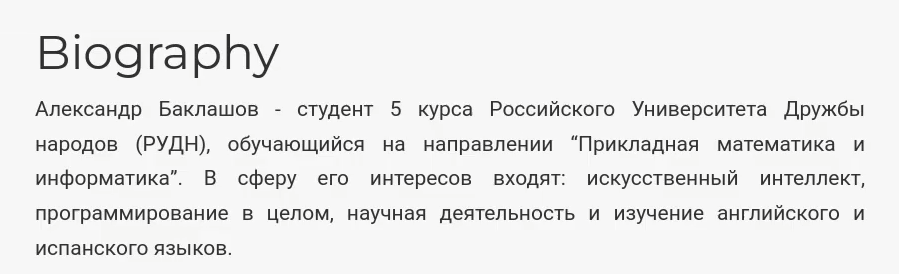 Biography
Александр Баклашов - студент 5 курса Российского Университета Дружбы
народов (РУДН), обучающийся на направлении “Прикладная математика и
информатика”. В сферу его интересов входят: искусственный интеллект,
программирование в целом, научная деятельность и изучение английского и
испанского языков.